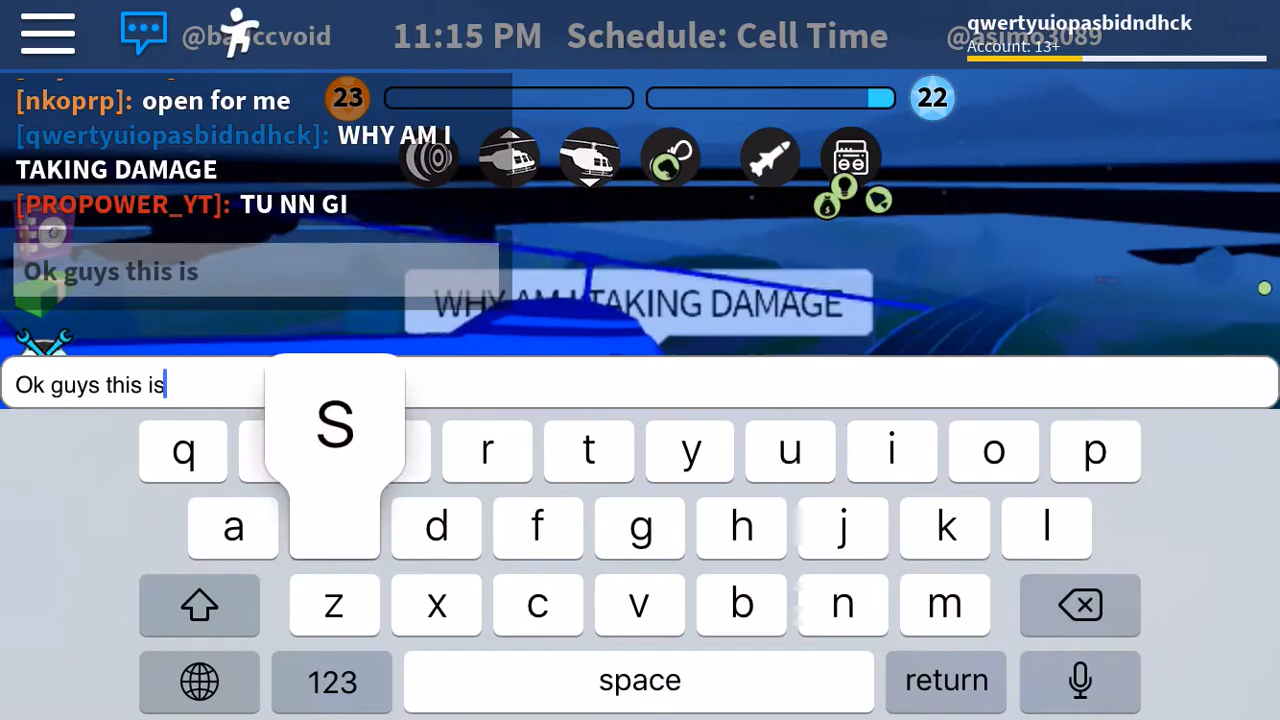 @badccvoid
11:15 PM Schedule: Cell Time
@asimo3089
qwertyuiopasbidndhck
Account: 13+
[nkoprp]: open for me
23
22
[qwertyuiopasbidndhck]: WHY AM I
TAKING DAMAGE
[PROPOWER_YT]: TU NN GI
Ok guys this is
WHY AM I TAKING DAMAGE
Ok guys this is
S
q r t y u i o p
a d f g h j k l
z x c v b n m
123 space return